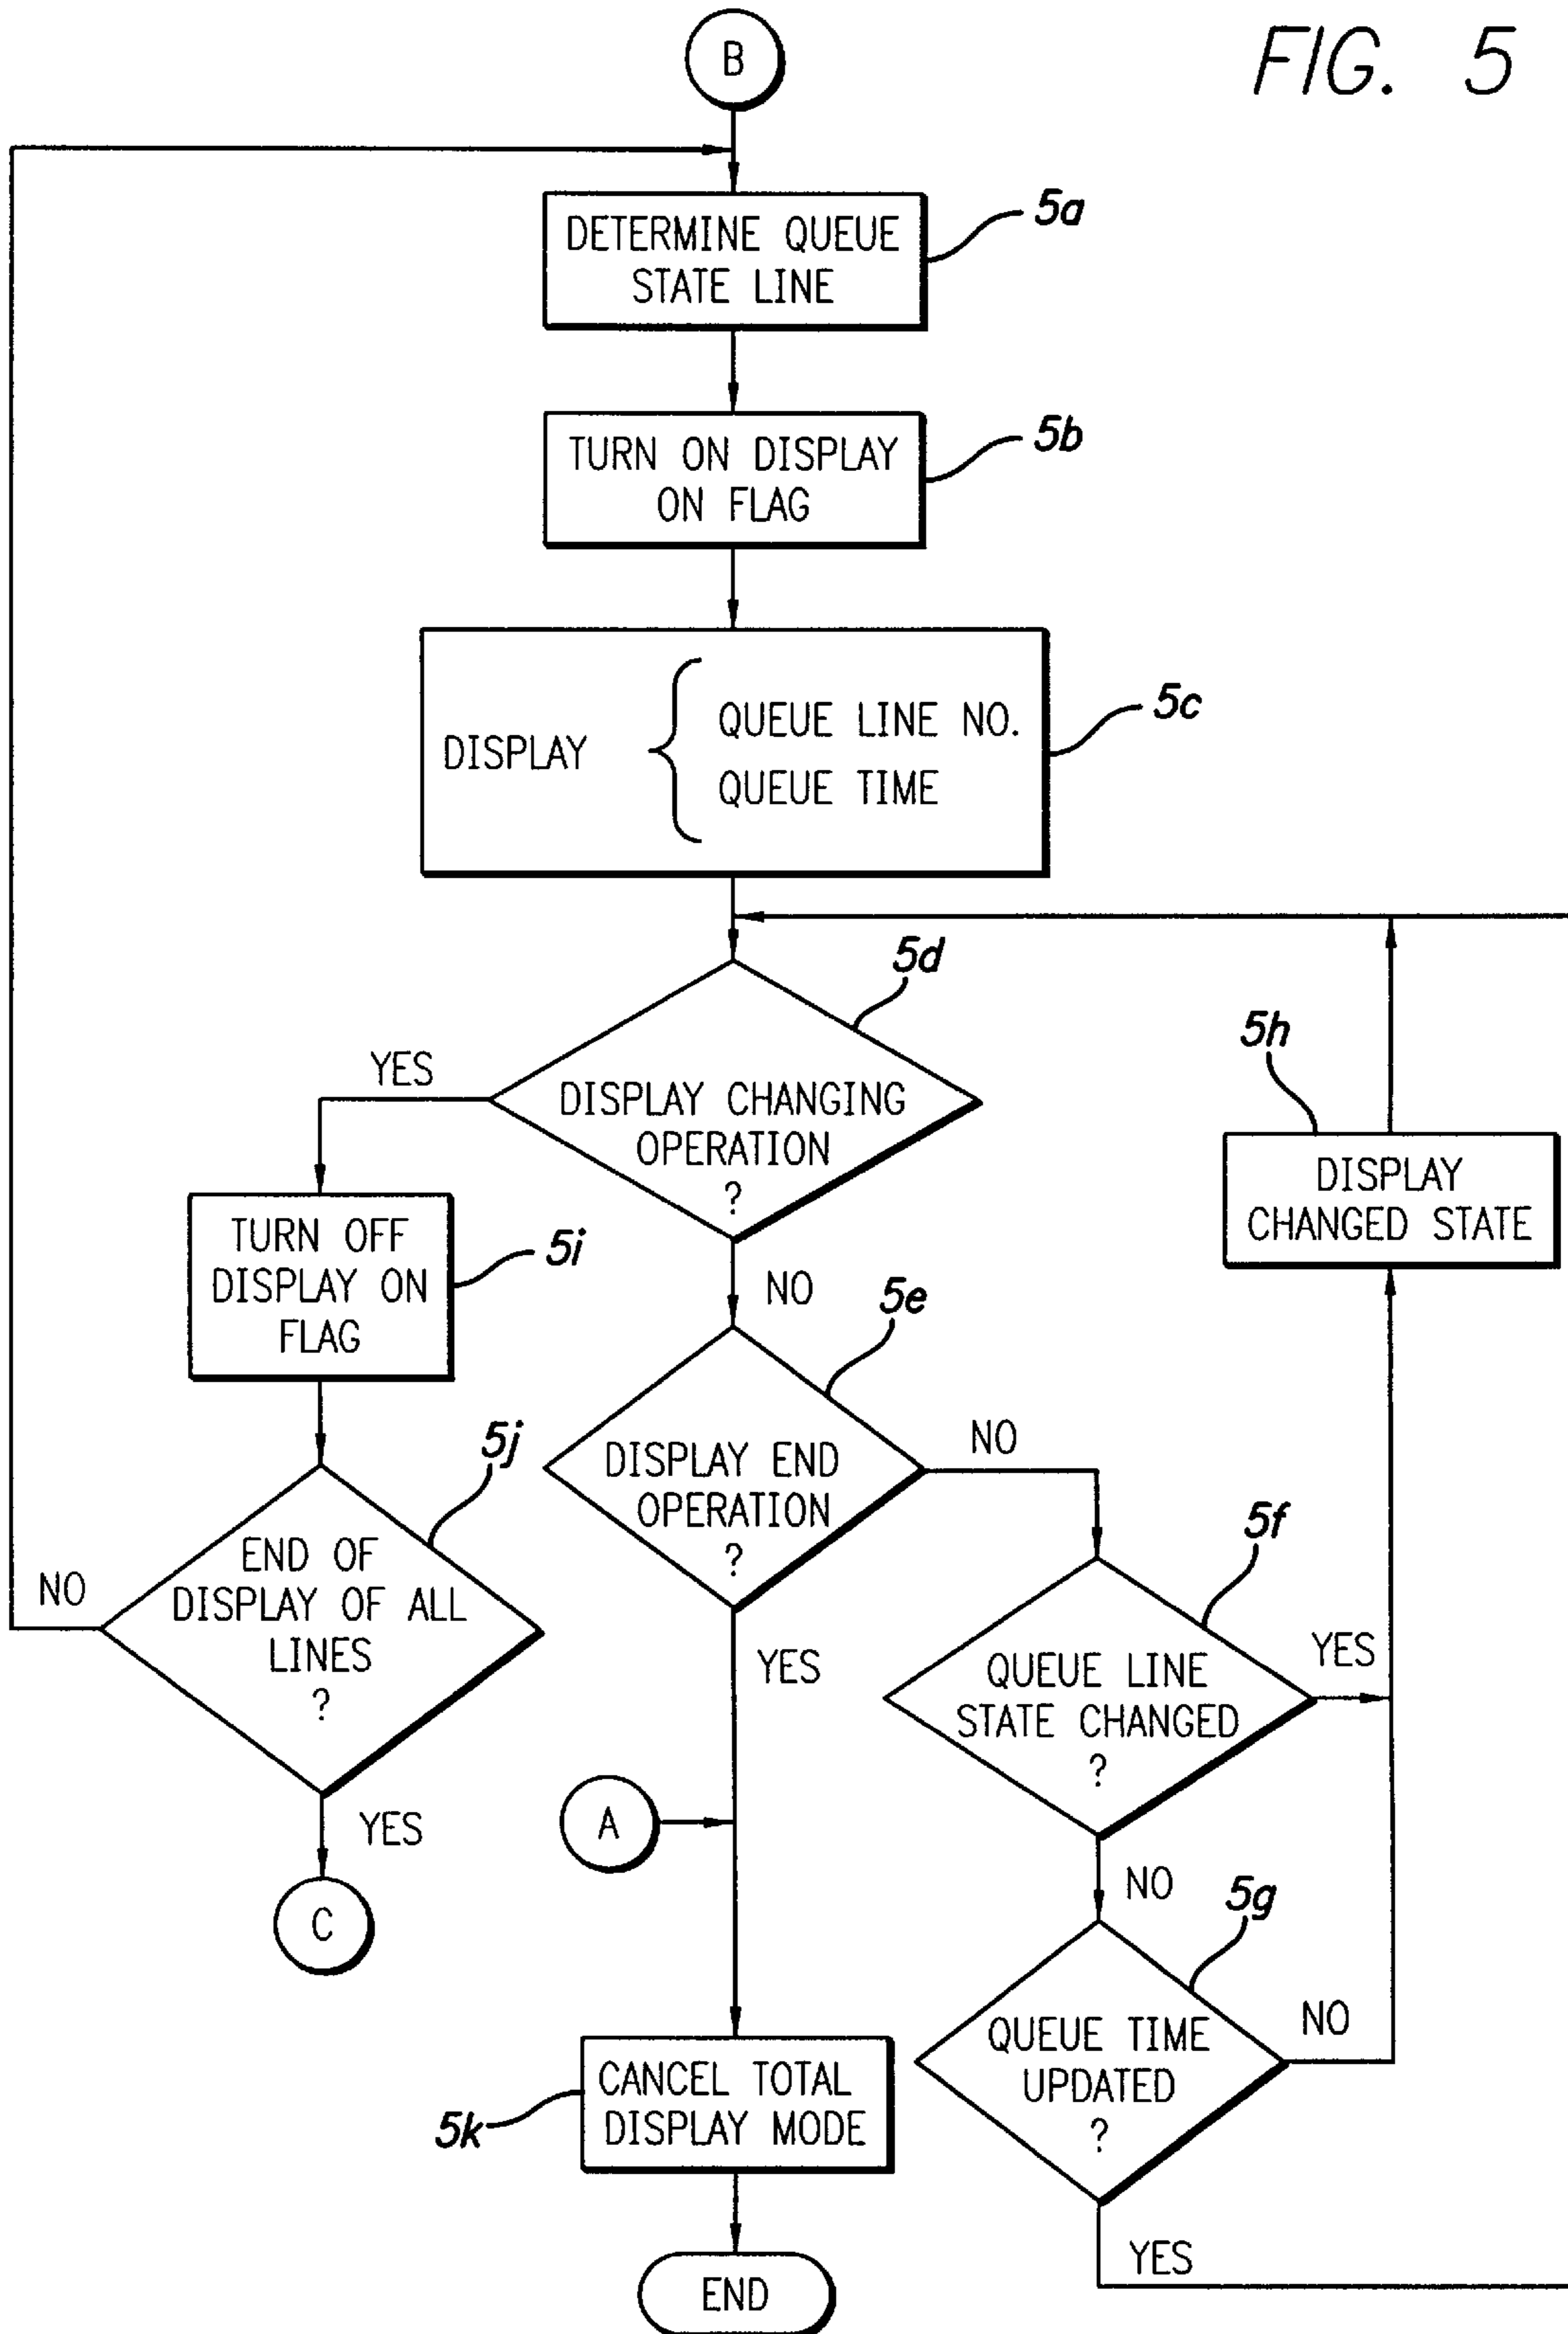 FIG. 5
B
DETERMINE QUEUE
STATE LINE
5a
TURN ON DISPLAY
ON FLAG
5b
DISPLAY
QUEUE LINE NO.
QUEUE TIME
5c
5d
YES
DISPLAY CHANGING
OPERATION
?
NO
5h
DISPLAY
CHANGED STATE
TURN OFF
DISPLAY ON
FLAG
5i
5e
DISPLAY END
OPERATION
?
NO
YES
5j
END OF
DISPLAY OF ALL
LINES
?
NO
YES
C
5f
QUEUE LINE
STATE CHANGED
?
YES
NO
A
5g
QUEUE TIME
UPDATED
?
NO
YES
CANCEL TOTAL
DISPLAY MODE
5k
END